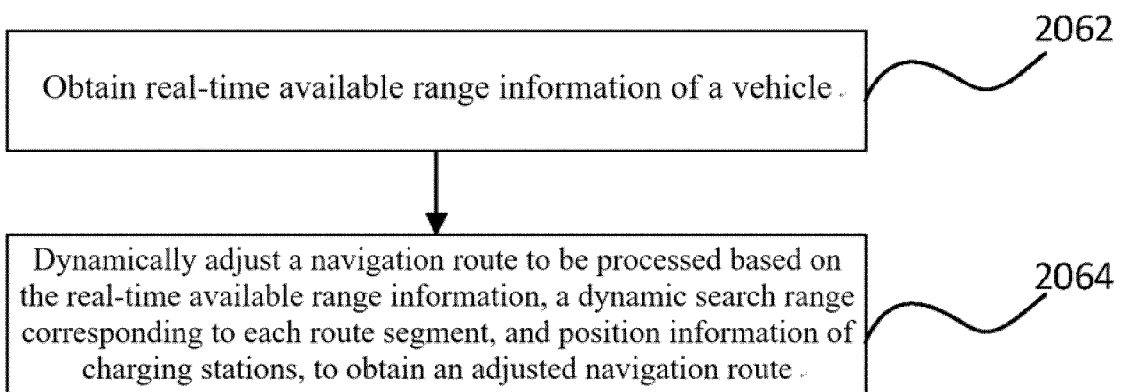 2062
Obtain real-time available range information of a vehicle.
2064
Dynamically adjust a navigation route to be processed based on
the real-time available range information, a dynamic search range
corresponding to each route segment, and position information of
charging stations, to obtain an adjusted navigation route.